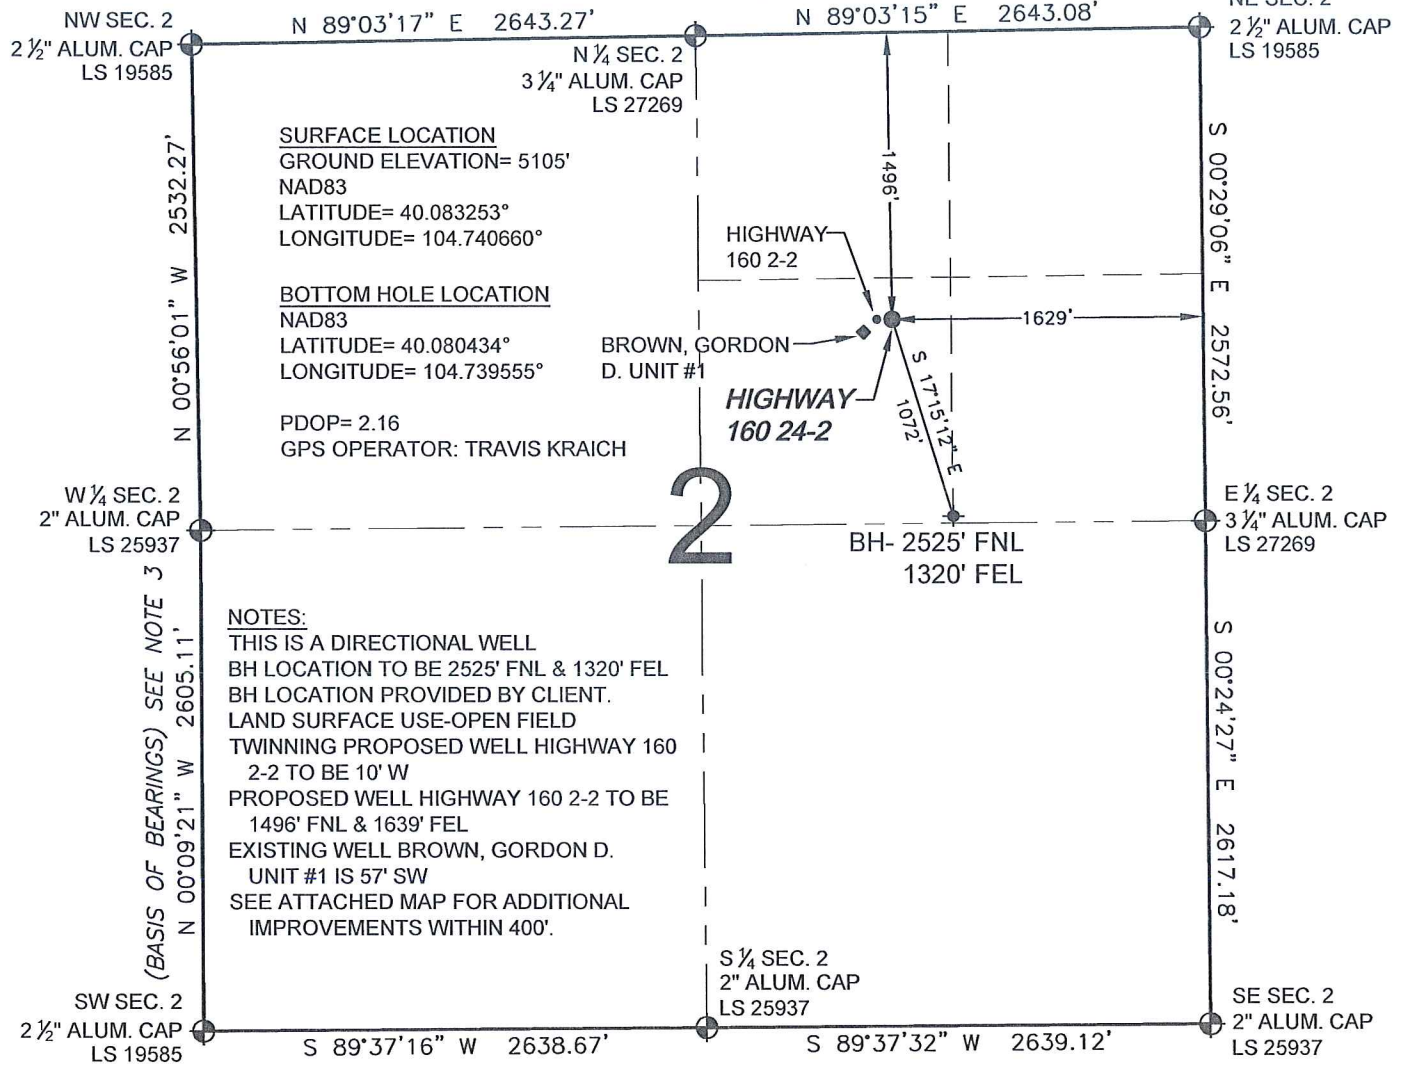 NW SEC. 2
2 ½" ALUM. CAP
LS 19585
N 89°03'17" E 2643.27'
N ¼ SEC. 2
3 ¼" ALUM. CAP
LS 27269
N 89°03'15" E 2643.08'
NE SEC. 2
2 ½" ALUM. CAP
LS 19585
SURFACE LOCATION
GROUND ELEVATION= 5105'
NAD83
LATITUDE= 40.083253°
LONGITUDE= 104.740660°
BOTTOM HOLE LOCATION
NAD83
LATITUDE= 40.080434°
LONGITUDE= 104.739555°
PDOP= 2.16
GPS OPERATOR: TRAVIS KRAICH
N 00°56'01" W 2532.27'
1496'
HIGHWAY
160 2-2
1629'
BROWN, GORDON
D. UNIT #1
HIGHWAY
160 24-2
S 17°15'12" E
1072'
S 00°29'06" E 2572.56'
W ¼ SEC. 2
2" ALUM. CAP
LS 25937
2
E ¼ SEC. 2
3 ¼" ALUM. CAP
LS 27269
BH- 2525' FNL
1320' FEL
(BASIS OF BEARINGS) SEE NOTE 3
N 00°09'21" W 2605.11'
NOTES:
THIS IS A DIRECTIONAL WELL
BH LOCATION TO BE 2525' FNL & 1320' FEL
BH LOCATION PROVIDED BY CLIENT.
LAND SURFACE USE-OPEN FIELD
TWINNING PROPOSED WELL HIGHWAY 160
2-2 TO BE 10' W
PROPOSED WELL HIGHWAY 160 2-2 TO BE
1496' FNL & 1639' FEL
EXISTING WELL BROWN, GORDON D.
UNIT #1 IS 57' SW
SEE ATTACHED MAP FOR ADDITIONAL
IMPROVEMENTS WITHIN 400'.
S 00°24'27" E 2617.18'
SW SEC. 2
2 ½" ALUM. CAP
LS 19585
S 89°37'16" W 2638.67'
S ¼ SEC. 2
2" ALUM. CAP
LS 25937
S 89°37'32" W 2639.12'
SE SEC. 2
2" ALUM. CAP
LS 25937